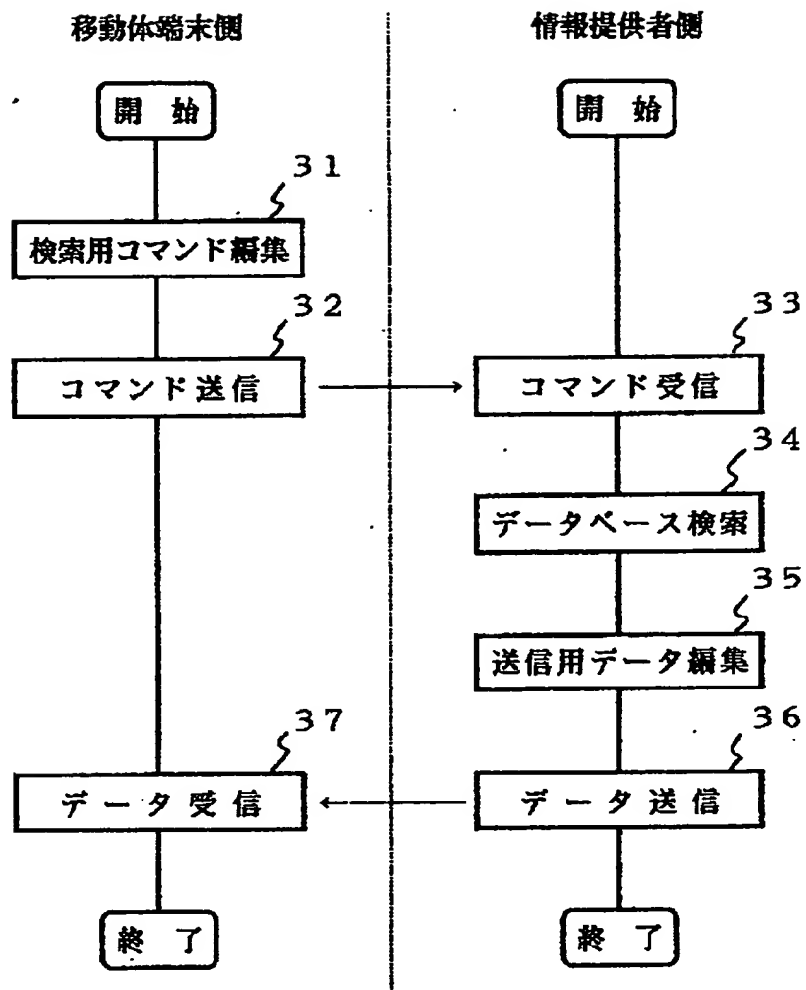 移動体端末側
情報提供者側
開 始
開 始
31
検索用コマンド編集
32
コマンド送信
33
コマンド受信
34
データベース検索
35
送信用データ編集
36
データ送信
37
データ受信
終 了
終 了